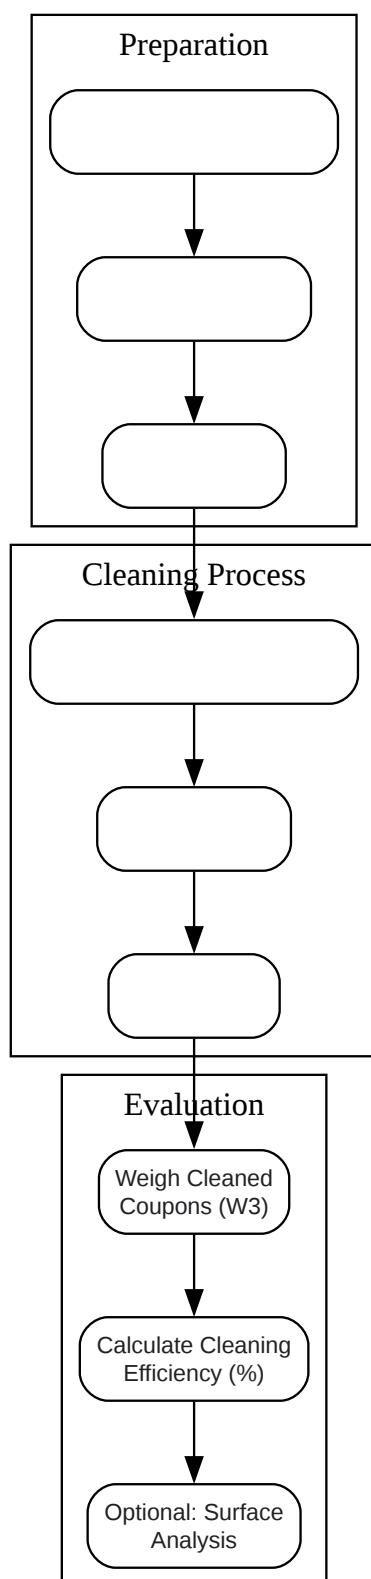 Preparation
Cleaning Process
Evaluation
Weigh Cleaned
Coupons (W3)
Calculate Cleaning
Efficiency (%)
Optional: Surface
Analysis